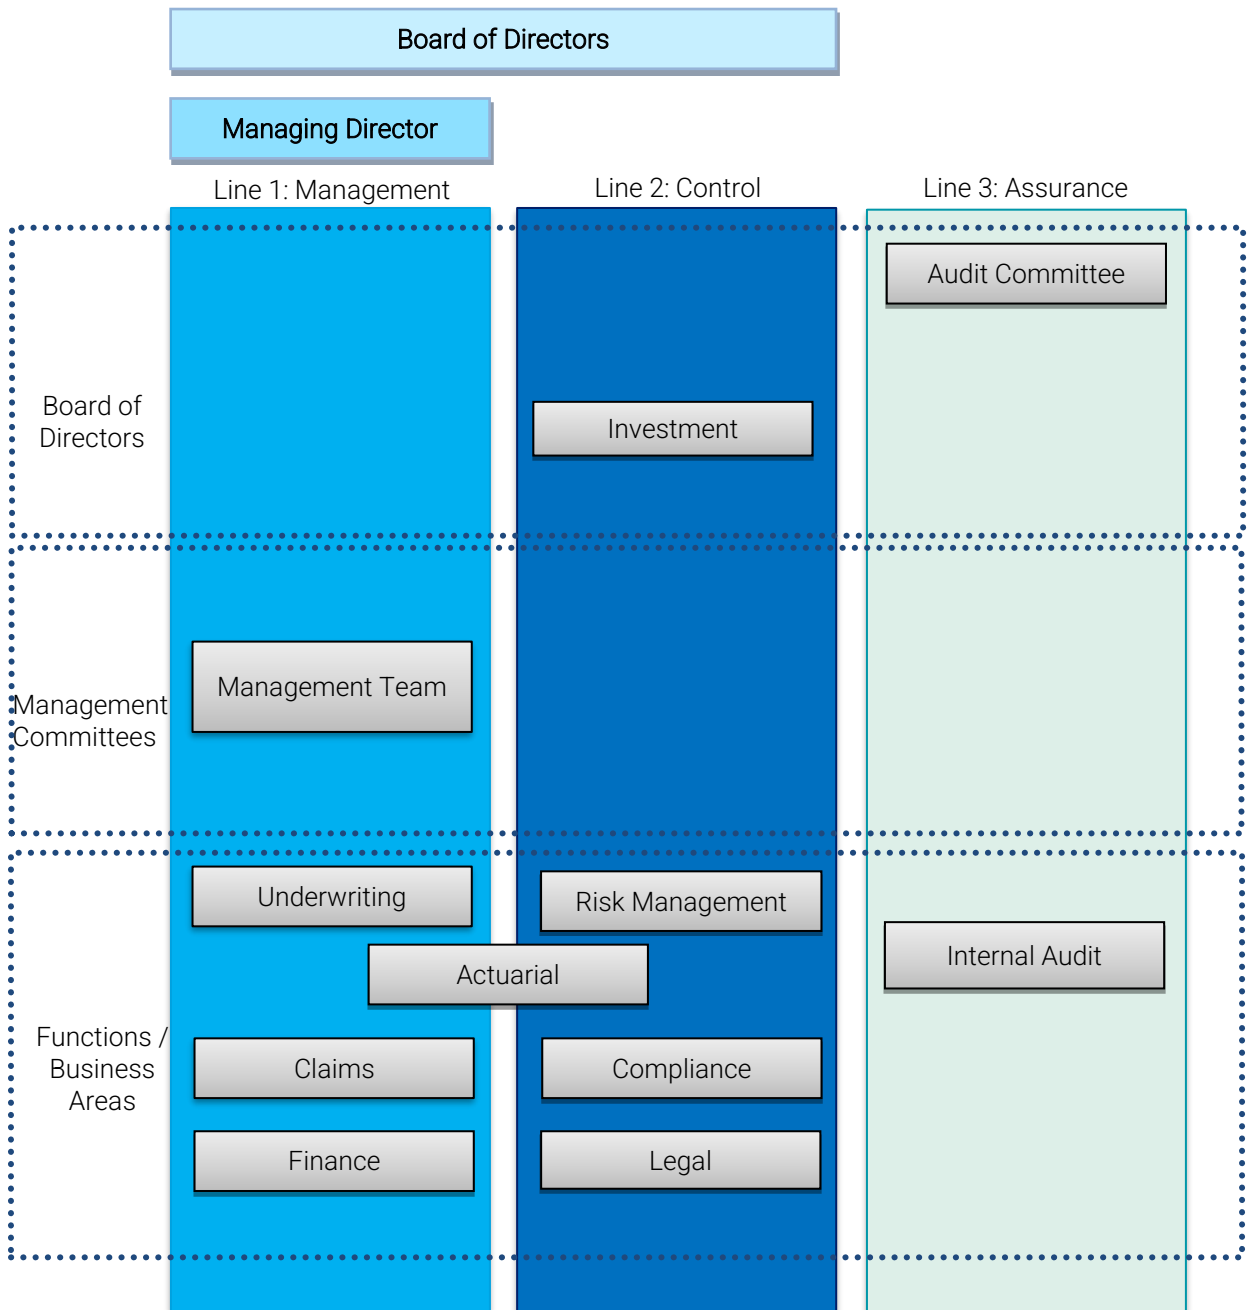 Board of Directors
Managing Director
Line 1: Management
Line 2: Control
Line 3: Assurance
Audit Committee
Board of
Directors
Investment
Management Team
Management
Committees
Underwriting
Risk Management
Internal Audit
Actuarial
Functions /
Business
Areas
Claims
Compliance
Finance
Legal